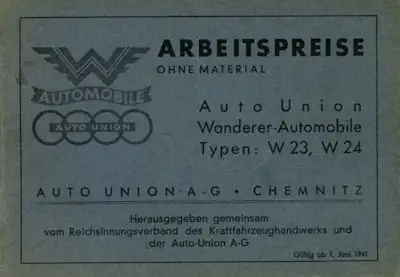 ARBEITSPREISE
OHNE MATERIAL
W
AUTOMOBILE
AUTO UNION
Auto Union
Wanderer-Automobile
Typen: W 23, W 24
AUTO UNION A-G • CHEMNITZ
Herausgegeben gemeinsam
vom Reichsinnungsverband des Kraftfahrzeughandwerks und
der Auto-Union A-G
Gültig ab 1. Juni 1941